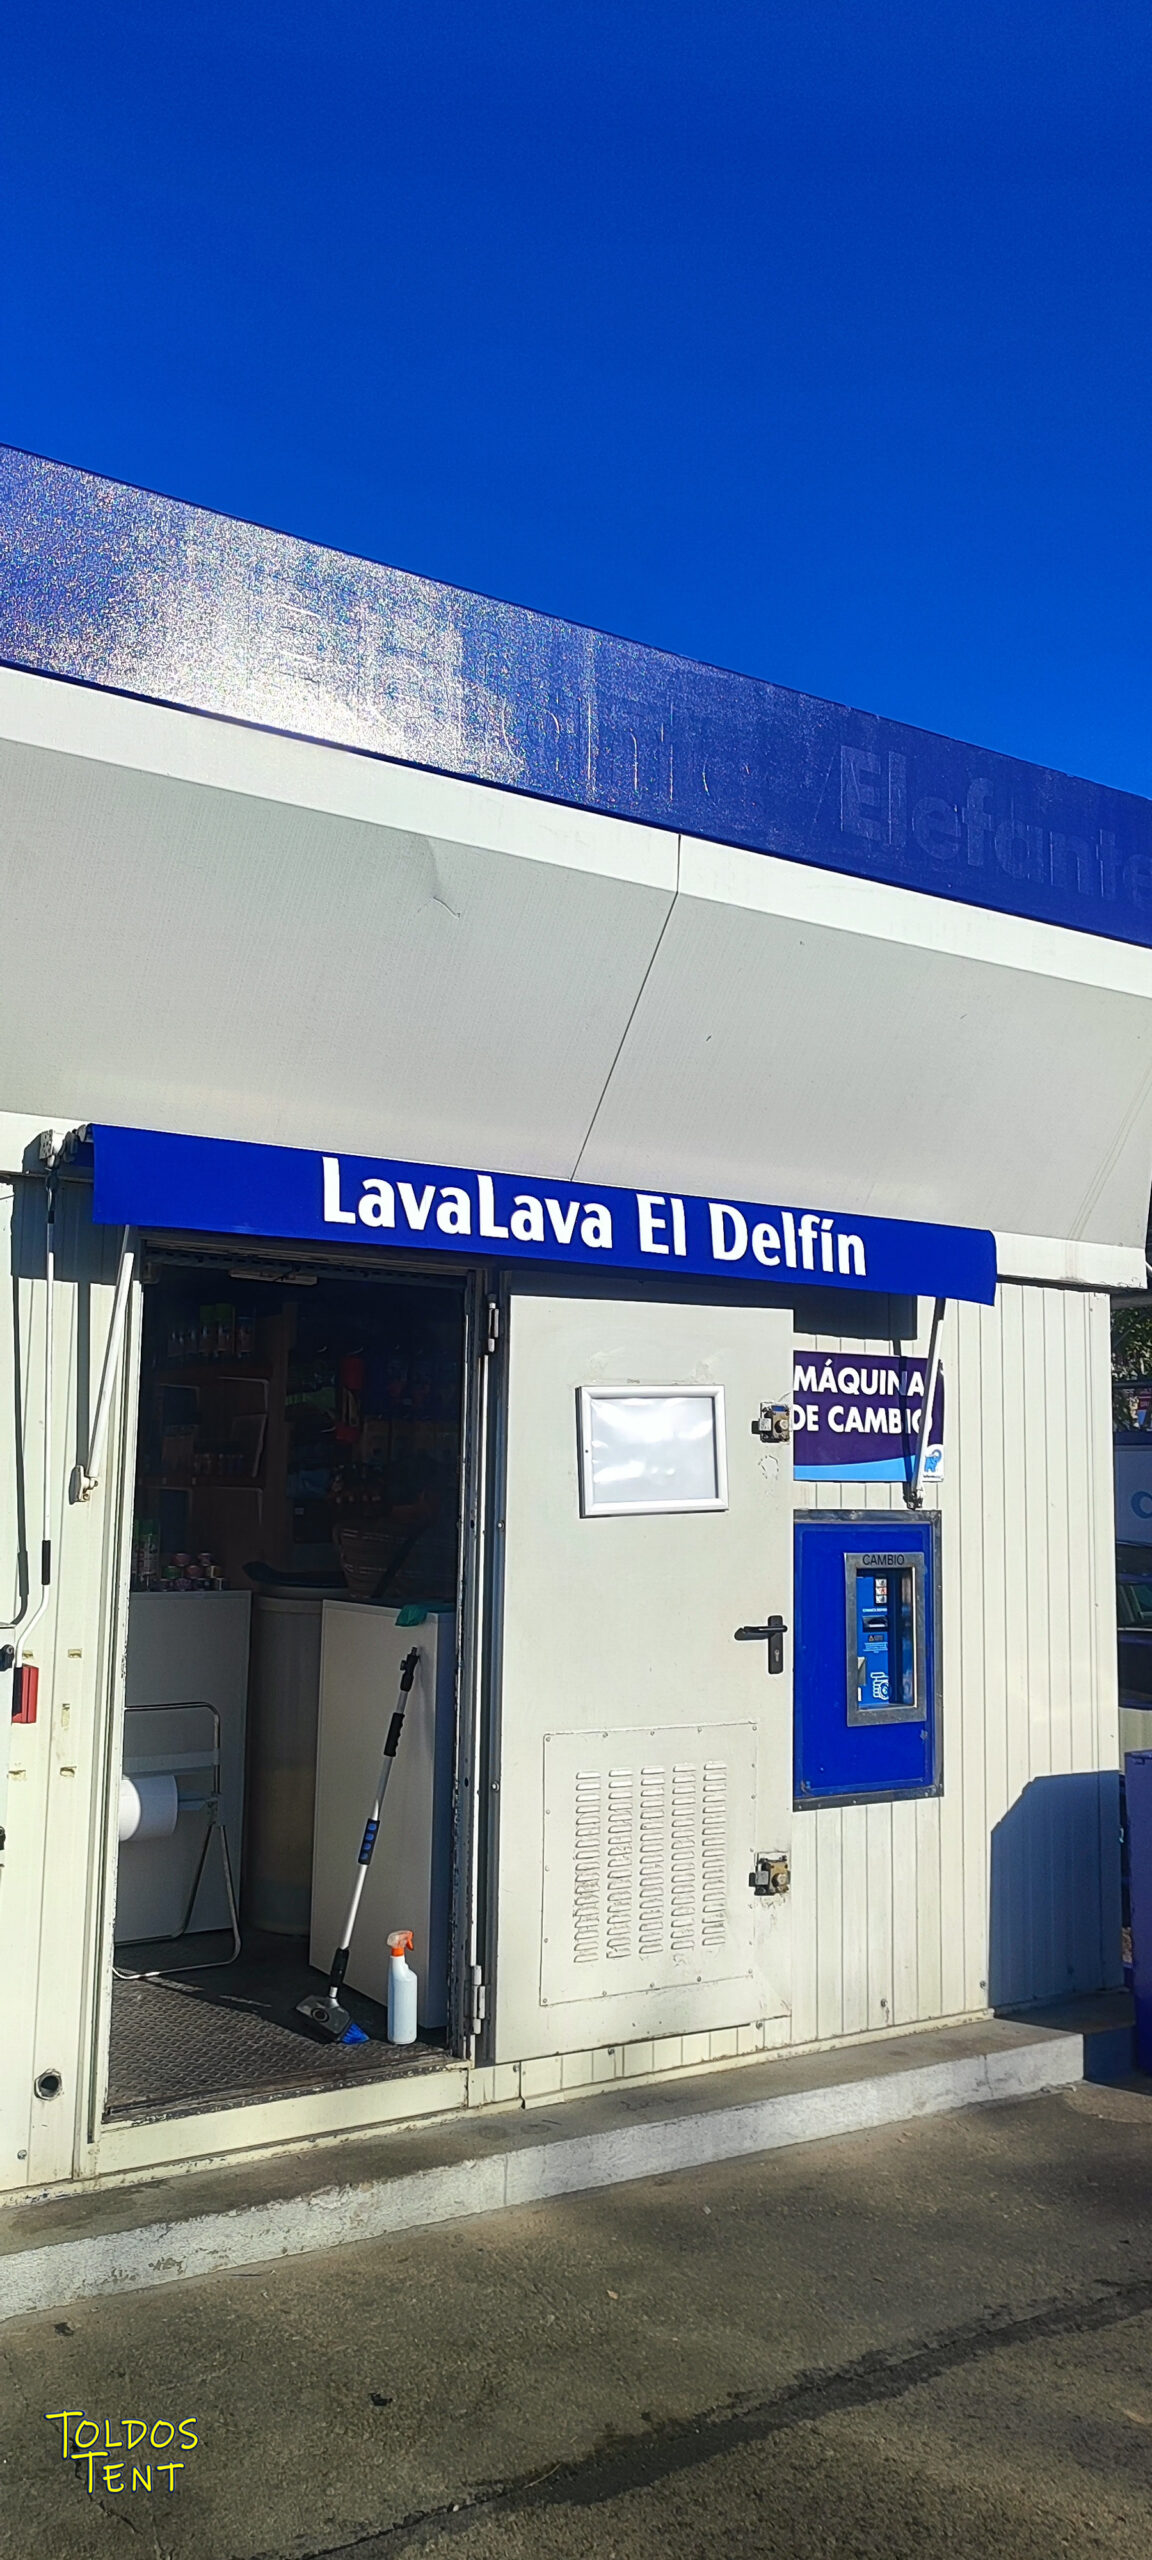 Elefante
LavaLava El Delfín
MÁQUINA
DE CAMBIO
CAMBIO
TOLDOS
TENT